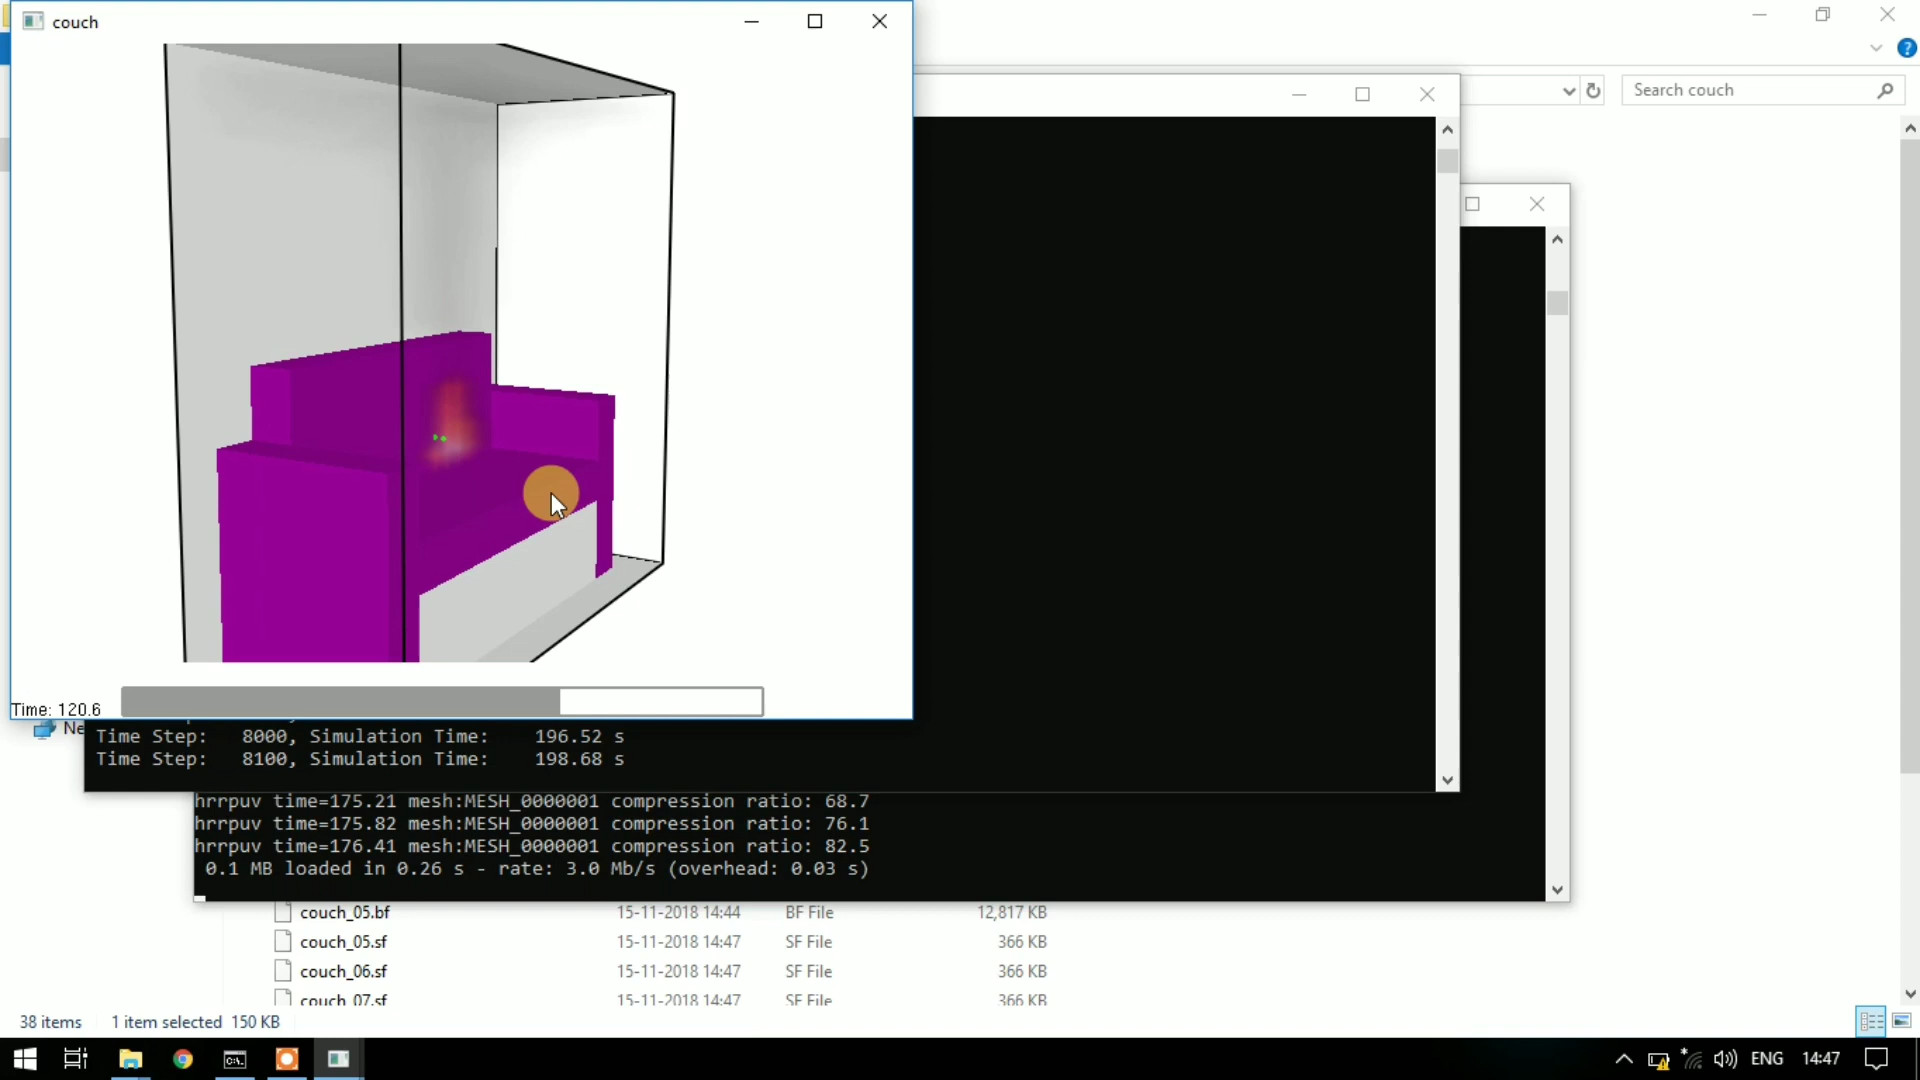 couch
Search couch
Time: 120.6
Ne
Time Step: 8000, Simulation Time: 196.52 s
Time Step: 8100, Simulation Time: 198.68 s
hrrpuv time=175.21 mesh:MESH_0000001 compression ratio: 68.7
hrrpuv time=175.82 mesh:MESH_0000001 compression ratio: 76.1
hrrpuv time=176.41 mesh:MESH_0000001 compression ratio: 82.5
0.1 MB loaded in 0.26 s - rate: 3.0 Mb/s (overhead: 0.03 s)
couch_05.bf 15-11-2018 14:44 BF File 12,817 KB
couch_05.sf 15-11-2018 14:47 SF File 366 KB
couch_06.sf 15-11-2018 14:47 SF File 366 KB
couch_07.sf 15-11-2018 14:47 SF File 366 KB
38 items 1 item selected 150 KB
ENG 14:47